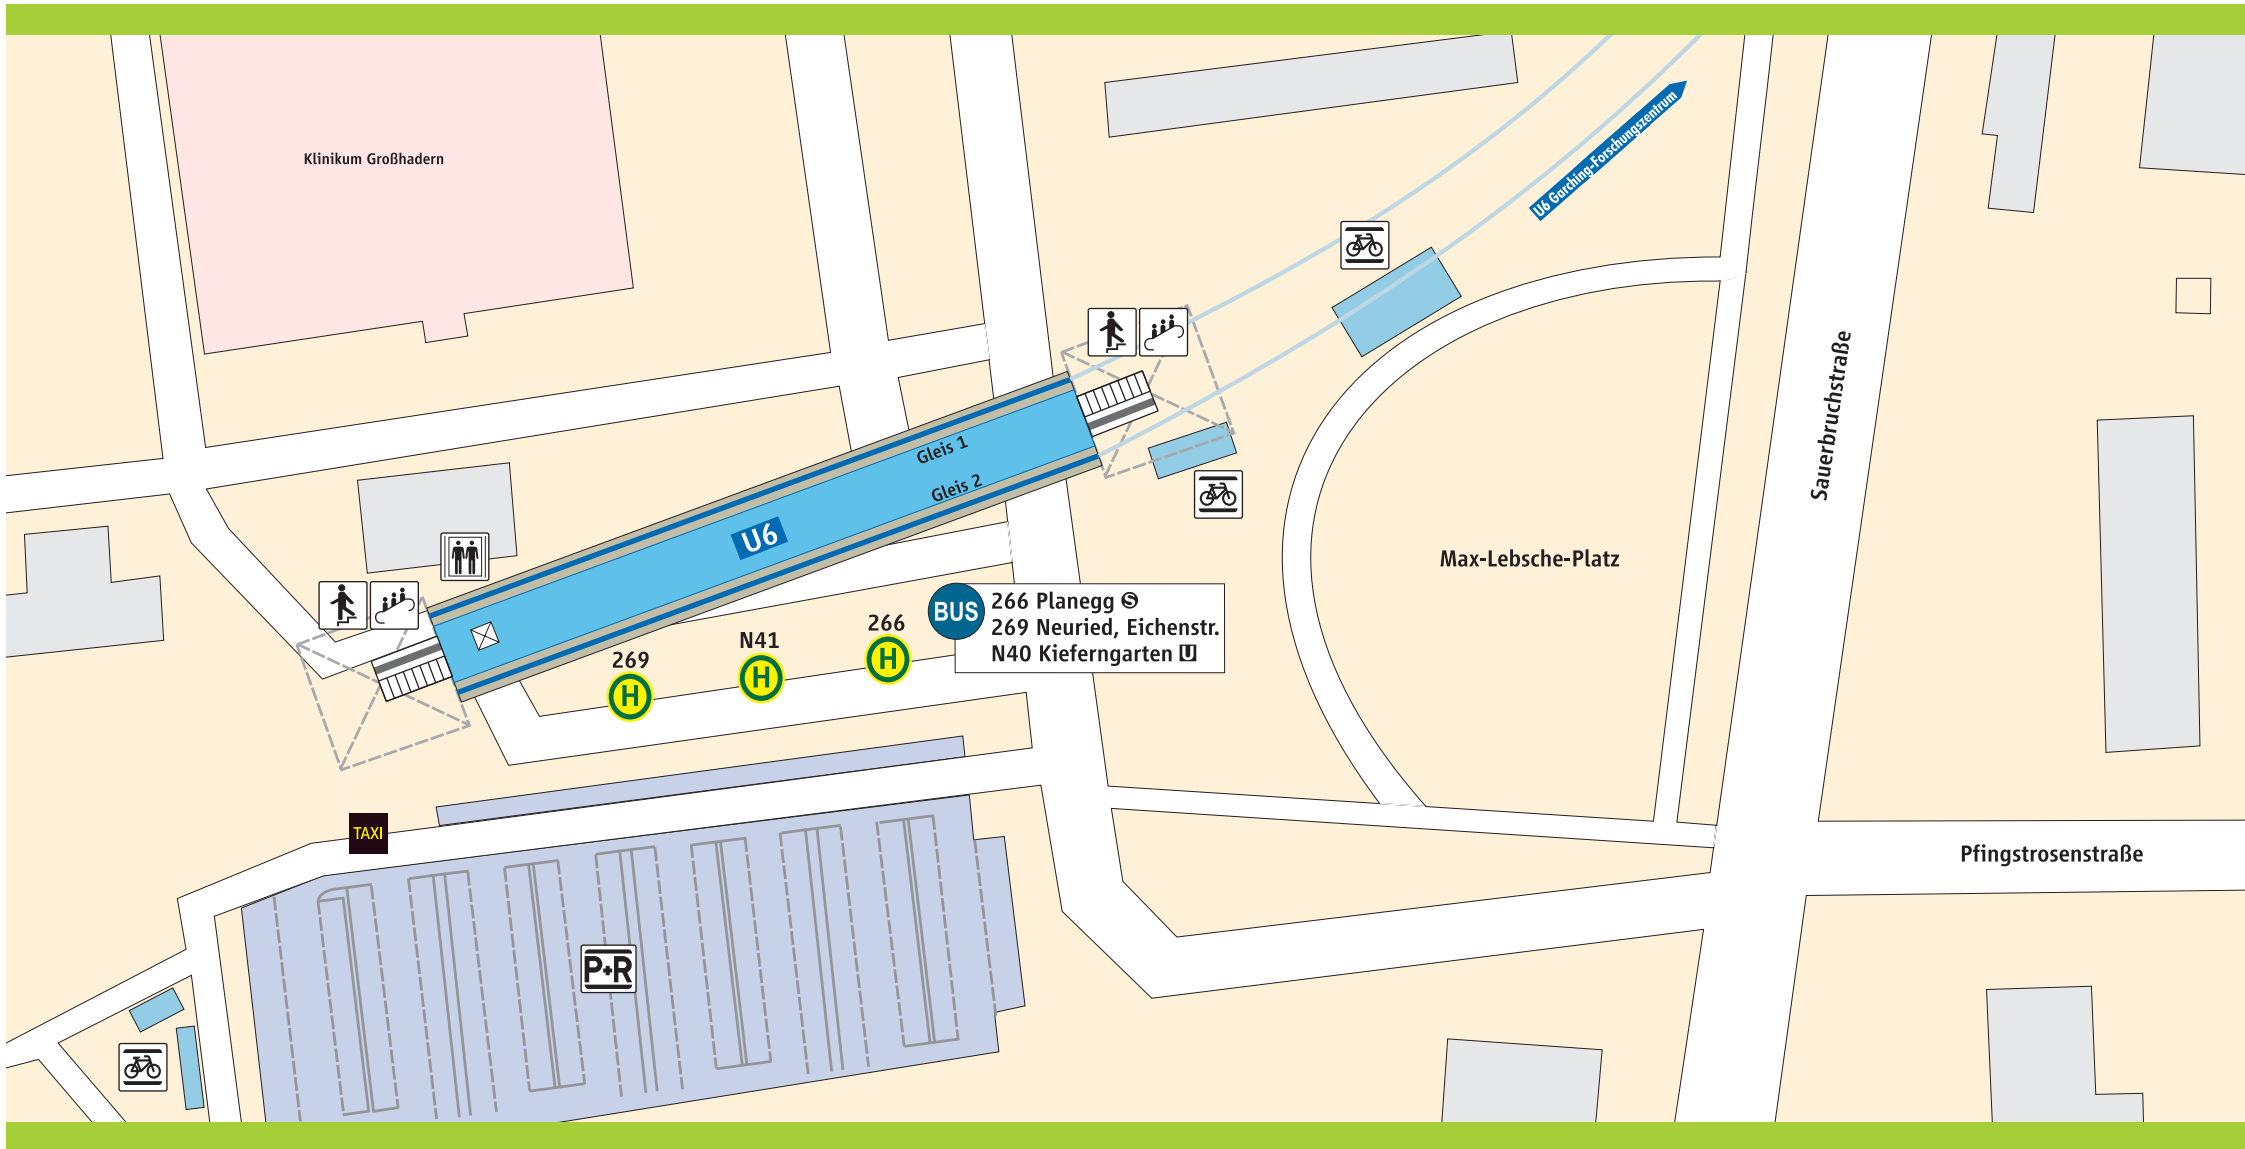 Klinikum Großhadern
U6 Garching-Forschungszentrum
Sauerbruchstraße
Gleis 1
Gleis 2
U6
Max-Lebsche-Platz
BUS
266 Planegg S
269 Neuried, Eichenstr.
N40 Kieferngarten U
266
H
N41
H
269
H
TAXI
Pfingstrosenstraße
P+R